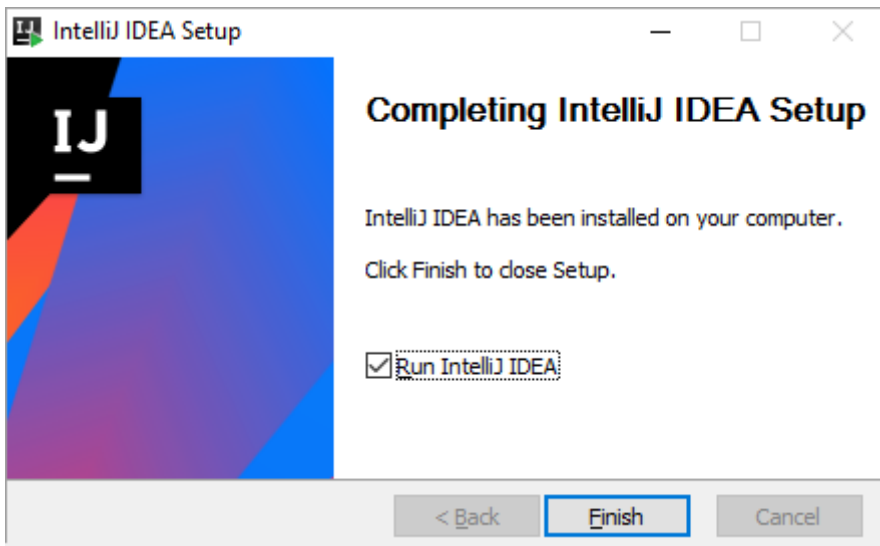 IntelliJ IDEA Setup
IJ
Completing IntelliJ IDEA Setup
IntelliJ IDEA has been installed on your computer.
Click Finish to close Setup.
Run IntelliJ IDEA
< Back Finish Cancel